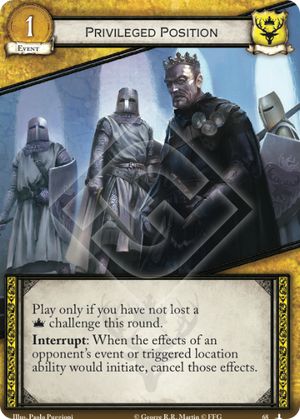 1
EVENT
PRIVILEGED POSITION
Play only if you have not lost a
challenge this round.
Interrupt: When the effects of an
opponent's event or triggered location
ability would initiate, cancel those effects.
Illus. Paolo Puggioni
© George R.R. Martin © FFG
68